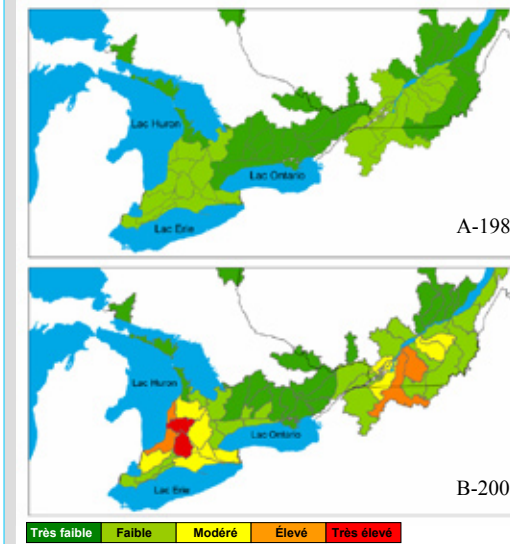 Lac Huron
Lac Ontario
Lac Érie
A-198
Lac Huron
Lac Ontario
Lac Érie
B-200
Très faible Faible Modéré Élevé Très élevé